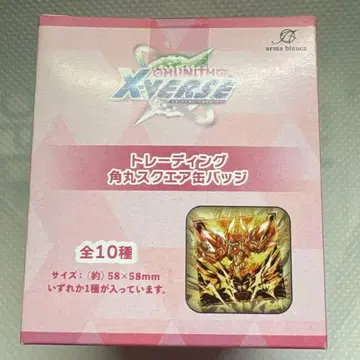 arma bianca
CHUNITHM
X-VERSE
トレーディング
角丸スクエア缶バッジ
全10種
サイズ：(約)58×58mm
いずれか1種が入っています。